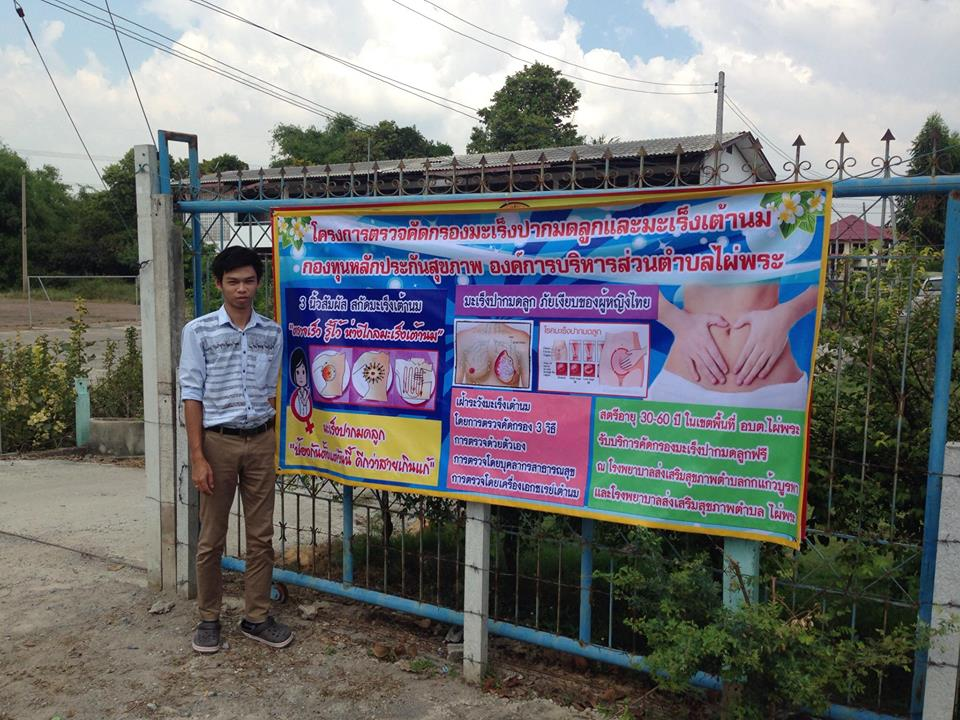 โครงการตรวจคัดกรองมะเร็งปากมดลูกและมะเร็งเต้านม
กองทุนหลักประกันสุขภาพ องค์การบริหารส่วนตำบลไผ่พระ
3 นิ้วสัมผัส สกัดมะเร็งเต้านม
"ตรวจเร็ว รู้ไว้ ห่างไกลมะเร็งเต้านม"
มะเร็งปากมดลูก
"ป้องกันตั้งแต่วันนี้ ดีกว่าสายเกินแก้"
มะเร็งปากมดลูก ภัยเงียบของผู้หญิงไทย
โรคมะเร็งปากมดลูก
เฝ้าระวังมะเร็งเต้านม
โดยการตรวจคัดกรอง 3 วิธี
การตรวจด้วยตัวเอง
การตรวจโดยบุคลากรสาธารณสุข
การตรวจโดยเครื่องเอกซเรย์เต้านม
สตรีอายุ 30-60 ปี ในเขตพื้นที่ อบต.ไผ่พระ
รับบริการคัดกรองมะเร็งปากมดลูกฟรี
ณ โรงพยาบาลส่งเสริมสุขภาพตำบลกกแก้วบูรพา
และโรงพยาบาลส่งเสริมสุขภาพตำบล ไผ่พระ